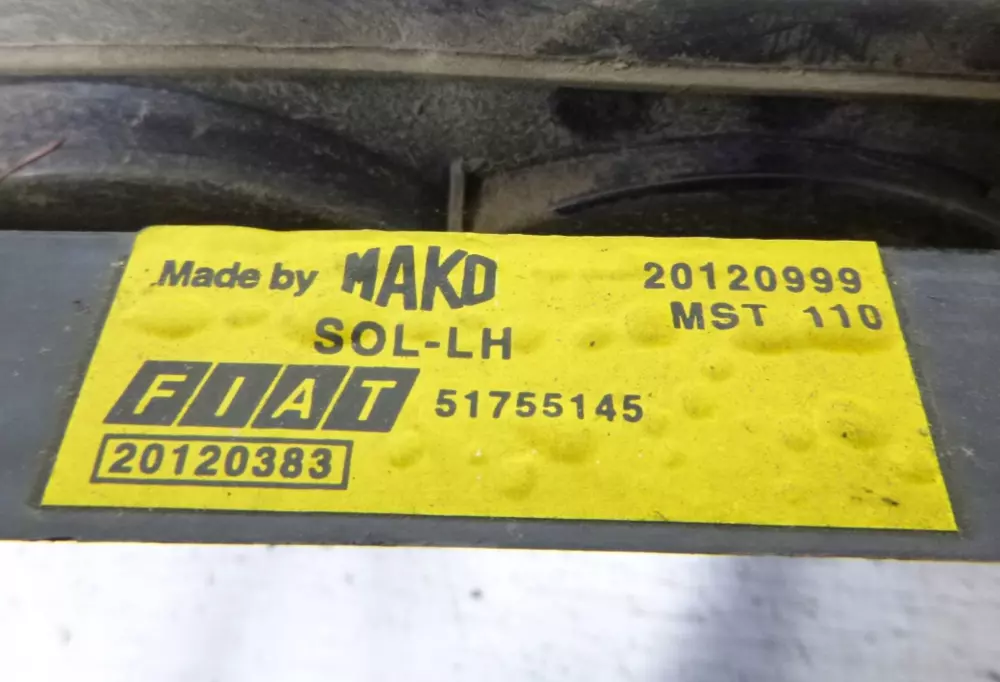 Made by MAKO 20120999
SOL-LH MST 110
FIAT 51755145
20120383